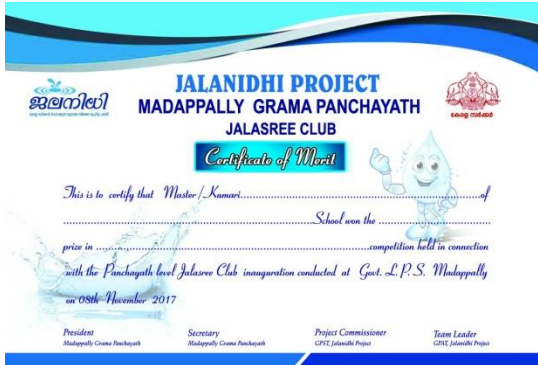 ജലനിധി
കേരള സർക്കാർ
JALANIDHI PROJECT
MADAPPALLY GRAMA PANCHAYATH
JALASREE CLUB
Certificate of Merit
This is to certify that Master/Kumari..........................................................................of
..............................................................................School won the ...................................
prize in ....................................................................................competition held in connection
with the Panchayath level Jalasree Club inauguration conducted at Govt. L.P.S. Madappally
on 08th November 2017
President
Madappally Grama Panchayath
Secretary
Madappally Grama Panchayath
Project Commissioner
GPST, Jalanidhi Project
Team Leader
GPAT, Jalanidhi Project